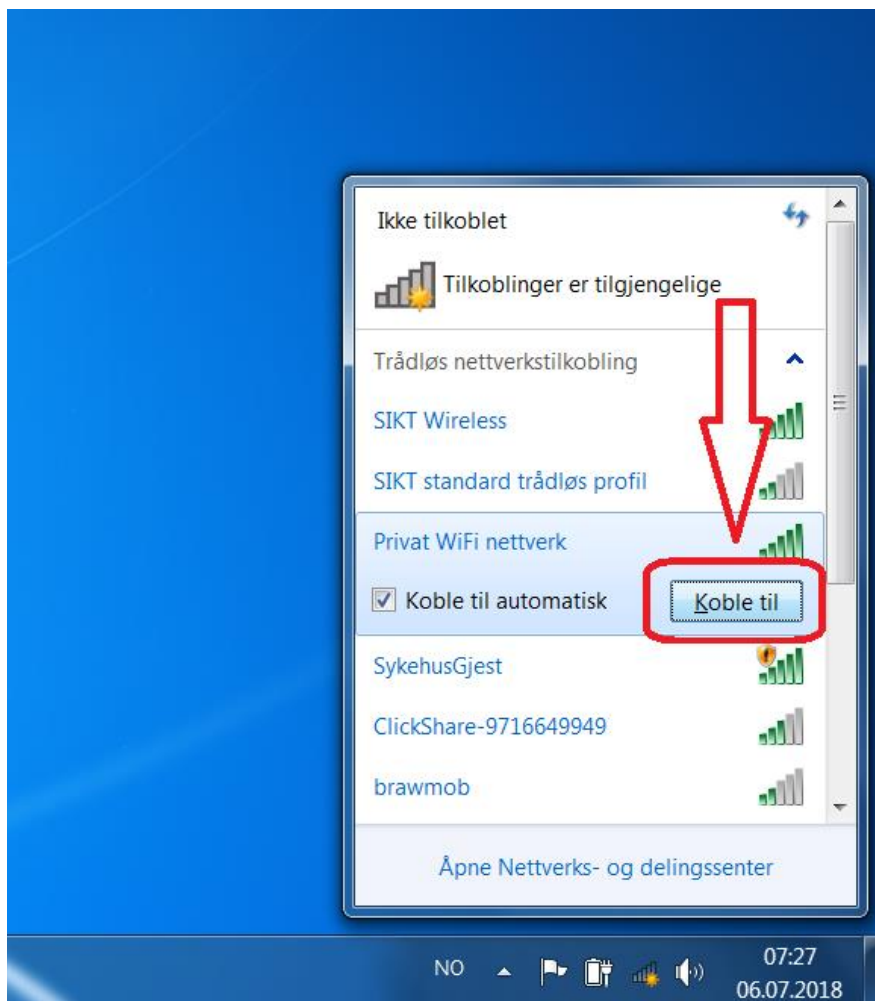 Ikke tilkoblet
Tilkoblinger er tilgjengelige
Trådløs nettverkstilkobling
SIKT Wireless
SIKT standard trådløs profil
Privat WiFi nettverk
Koble til automatisk Koble til
SykehusGjest
ClickShare-9716649949
brawmob
Åpne Nettverks- og delingssenter
NO 07:27
06.07.2018